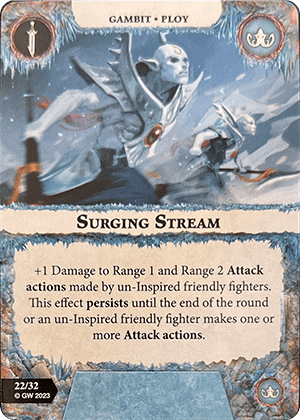 GAMBIT • PLOY
SURGING STREAM
+1 Damage to Range 1 and Range 2 Attack
actions made by un-Inspired friendly fighters.
This effect persists until the end of the round
or an un-Inspired friendly fighter makes one or
more Attack actions.
22/32
© GW 2023